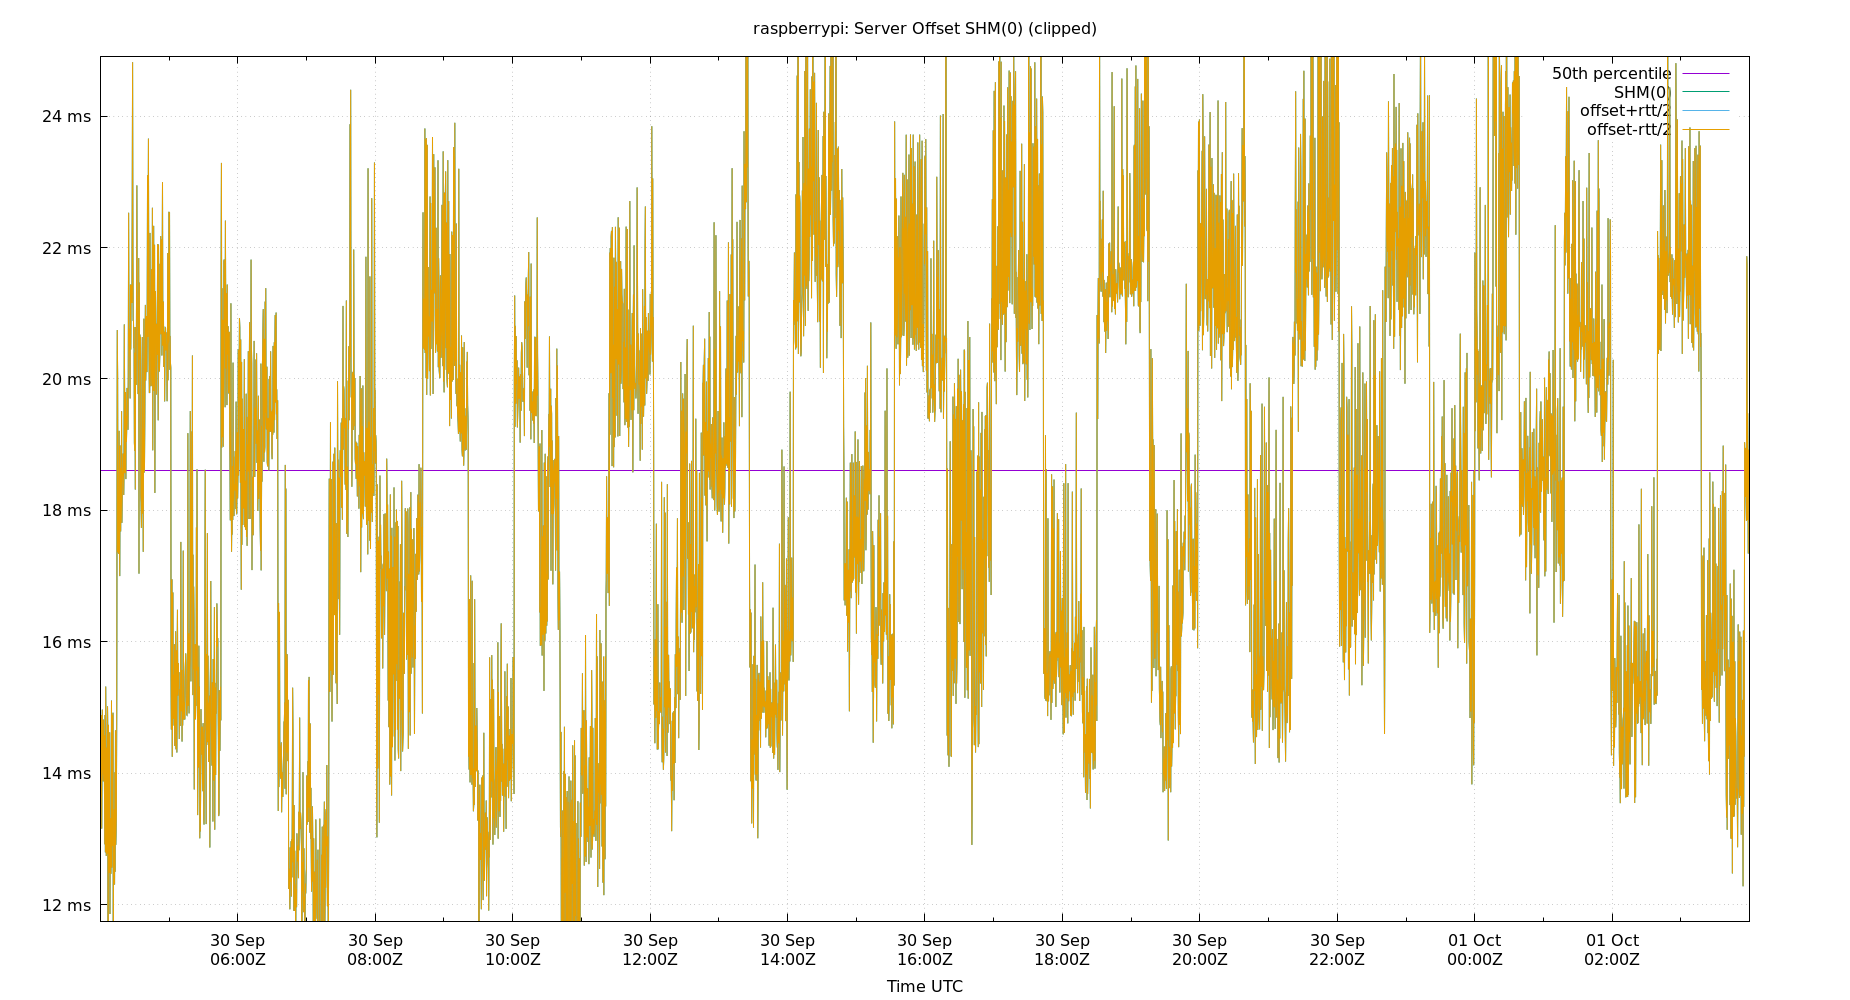 raspberrypi: Server Offset SHM(0) (clipped)
50th percentile
SHM(0)
offset+rtt/2
offset-rtt/2
24 ms
22 ms
20 ms
18 ms
16 ms
14 ms
12 ms
30 Sep 30 Sep 30 Sep 30 Sep 30 Sep 30 Sep 30 Sep 30 Sep 30 Sep 01 Oct 01 Oct
06:00Z 08:00Z 10:00Z 12:00Z 14:00Z 16:00Z 18:00Z 20:00Z 22:00Z 00:00Z 02:00Z
Time UTC